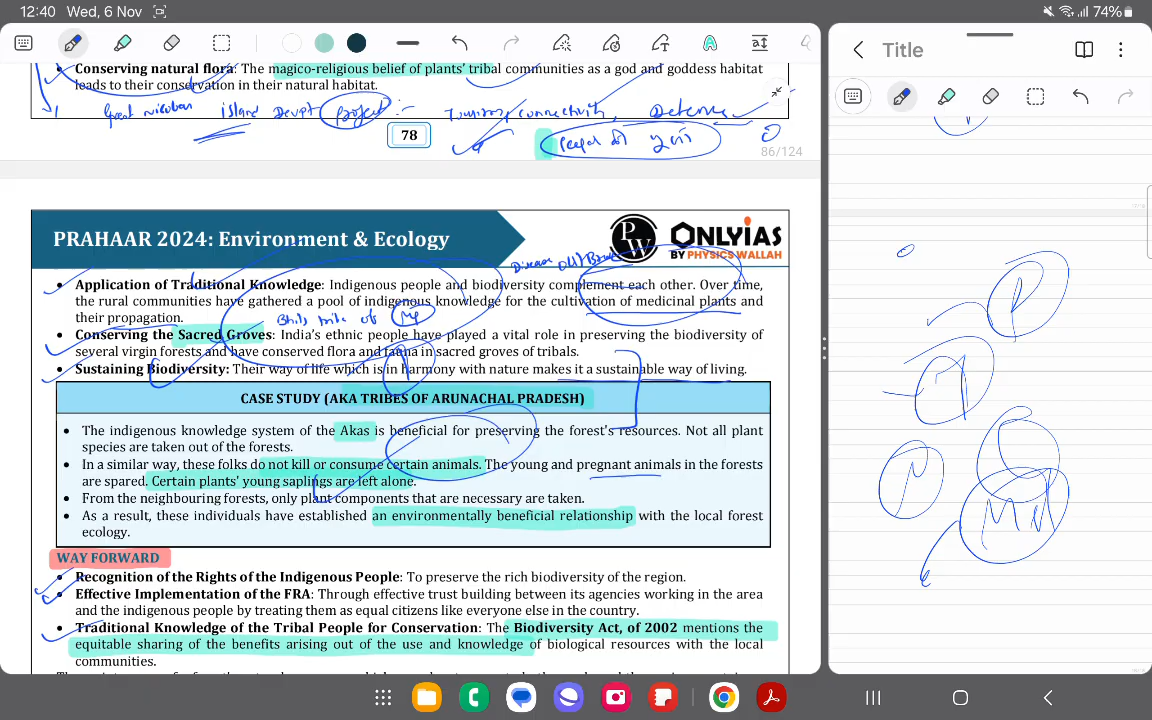 12:40 Wed, 6 Nov
74%
Title
Conserving natural flora: The magico-religious belief of plants' tribal communities as a god and goddess habitat
leads to their conservation in their natural habitat.
Great nicobar island Devpt project :- Tourism, connectivity, Defense
78
86/124
PRAHAAR 2024: Environment & Ecology
PW ONLYIAS
BY PHYSICS WALLAH
Disease
• Application of Traditional Knowledge: Indigenous people and biodiversity complement each other. Over time,
the rural communities have gathered a pool of indigenous knowledge for the cultivation of medicinal plants and
their propagation.
Bhils tribe of MP
• Conserving the Sacred Groves: India's ethnic people have played a vital role in preserving the biodiversity of
several virgin forests and have conserved flora and fauna in sacred groves of tribals.
• Sustaining Biodiversity: Their way of life which is in harmony with nature makes it a sustainable way of living.
CASE STUDY (AKA TRIBES OF ARUNACHAL PRADESH)
• The indigenous knowledge system of the Akas is beneficial for preserving the forest's resources. Not all plant
species are taken out of the forests.
• In a similar way, these folks do not kill or consume certain animals. The young and pregnant animals in the forests
are spared. Certain plants' young saplings are left alone.
• From the neighbouring forests, only plant components that are necessary are taken.
• As a result, these individuals have established an environmentally beneficial relationship with the local forest
ecology.
WAY FORWARD
• Recognition of the Rights of the Indigenous People: To preserve the rich biodiversity of the region.
• Effective Implementation of the FRA: Through effective trust building between its agencies working in the area
and the indigenous people by treating them as equal citizens like everyone else in the country.
• Traditional Knowledge of the Tribal People for Conservation: The Biodiversity Act, of 2002 mentions the
equitable sharing of the benefits arising out of the use and knowledge of biological resources with the local
communities.